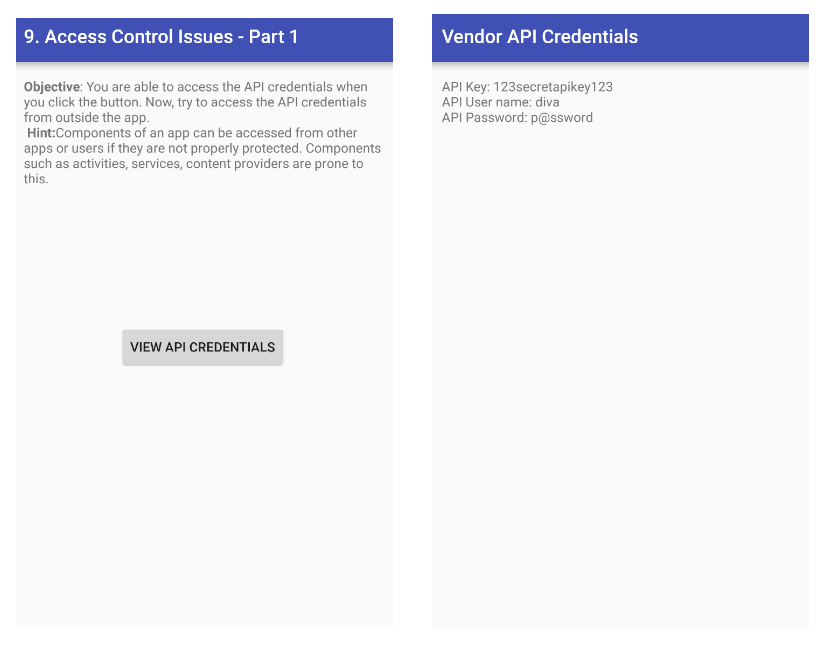 9. Access Control Issues - Part 1
Objective: You are able to access the API credentials when
you click the button. Now, try to access the API credentials
from outside the app.
Hint:Components of an app can be accessed from other
apps or users if they are not properly protected. Components
such as activities, services, content providers are prone to
this.
VIEW API CREDENTIALS
Vendor API Credentials
API Key: 123secretapikey123
API User name: diva
API Password: p@ssword